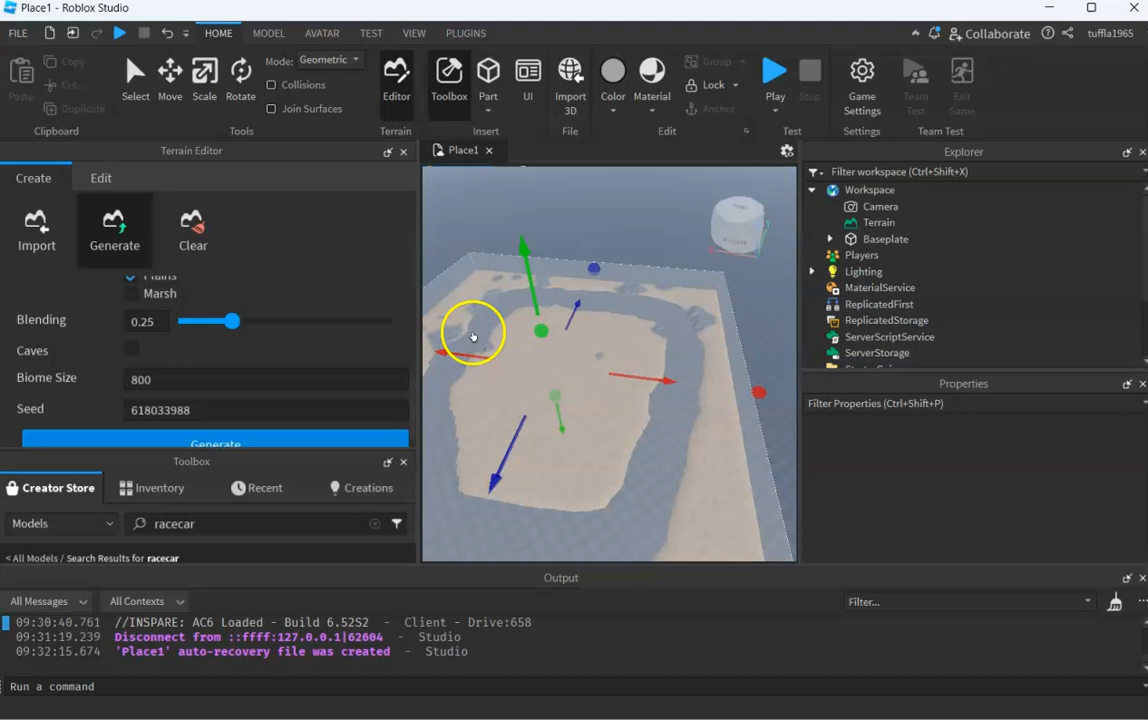 Place1 - Roblox Studio
FILE HOME MODEL AVATAR TEST VIEW PLUGINS Collaborate tuffla1965
Paste Copy Cut Duplicate Select Move Scale Rotate Mode: Geometric Collisions Join Surfaces Editor Toolbox Part UI Import 3D Color Material Group Lock Anchor Play Stop Game Settings Team Test Exit Game
Clipboard Tools Terrain Insert File Edit Test Settings Team Test
Terrain Editor
Create Edit
Import Generate Clear
Plains
Marsh
Blending 0.25
Caves
Biome Size 800
Seed 618033988
Generate
Toolbox
Creator Store Inventory Recent Creations
Models racecar
< All Models / Search Results for racecar
Place1
Explorer
Filter workspace (Ctrl+Shift+X)
Workspace
Camera
Terrain
Baseplate
Players
Lighting
MaterialService
ReplicatedFirst
ReplicatedStorage
ServerScriptService
ServerStorage
Properties
Filter Properties (Ctrl+Shift+P)
Output
All Messages All Contexts Filter...
09:30:40.761 //INSPARE: AC6 Loaded - Build 6.52S2 - Client - Drive:658
09:31:19.239 Disconnect from ::ffff:127.0.0.1|62604 - Studio
09:32:15.674 'Place1' auto-recovery file was created - Studio
Run a command